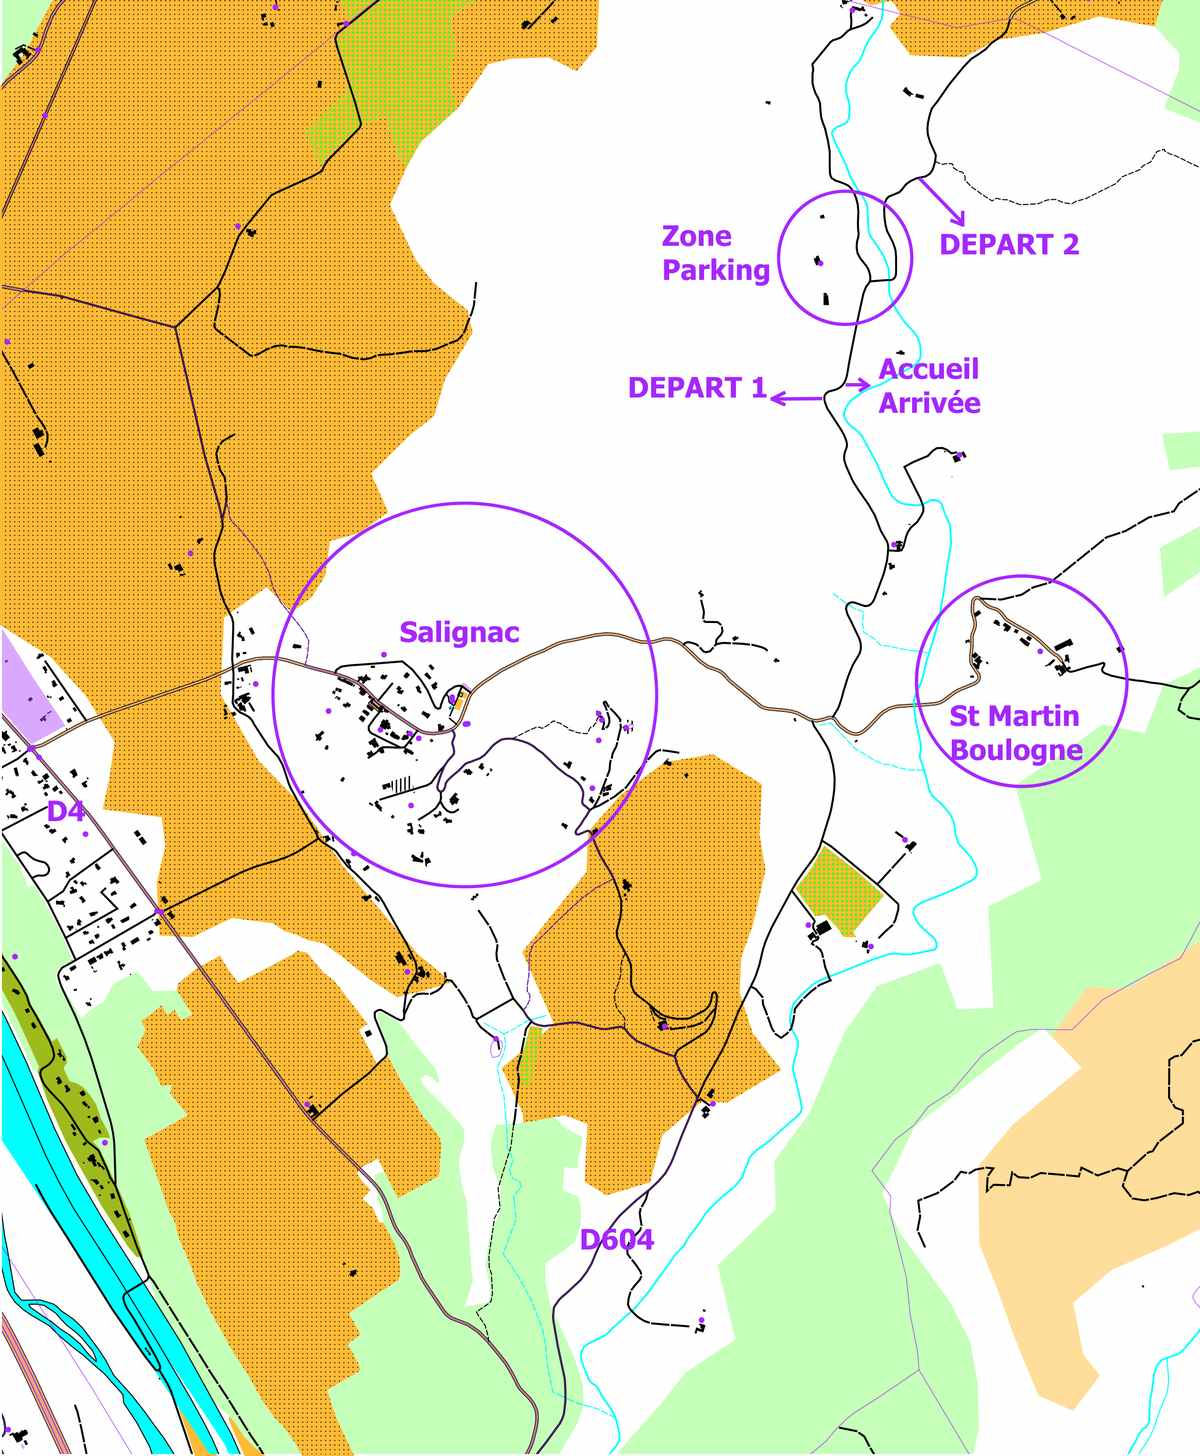 Zone
Parking
DEPART 2
DEPART 1
Accueil
Arrivée
Salignac
St Martin
Boulogne
D4
D604